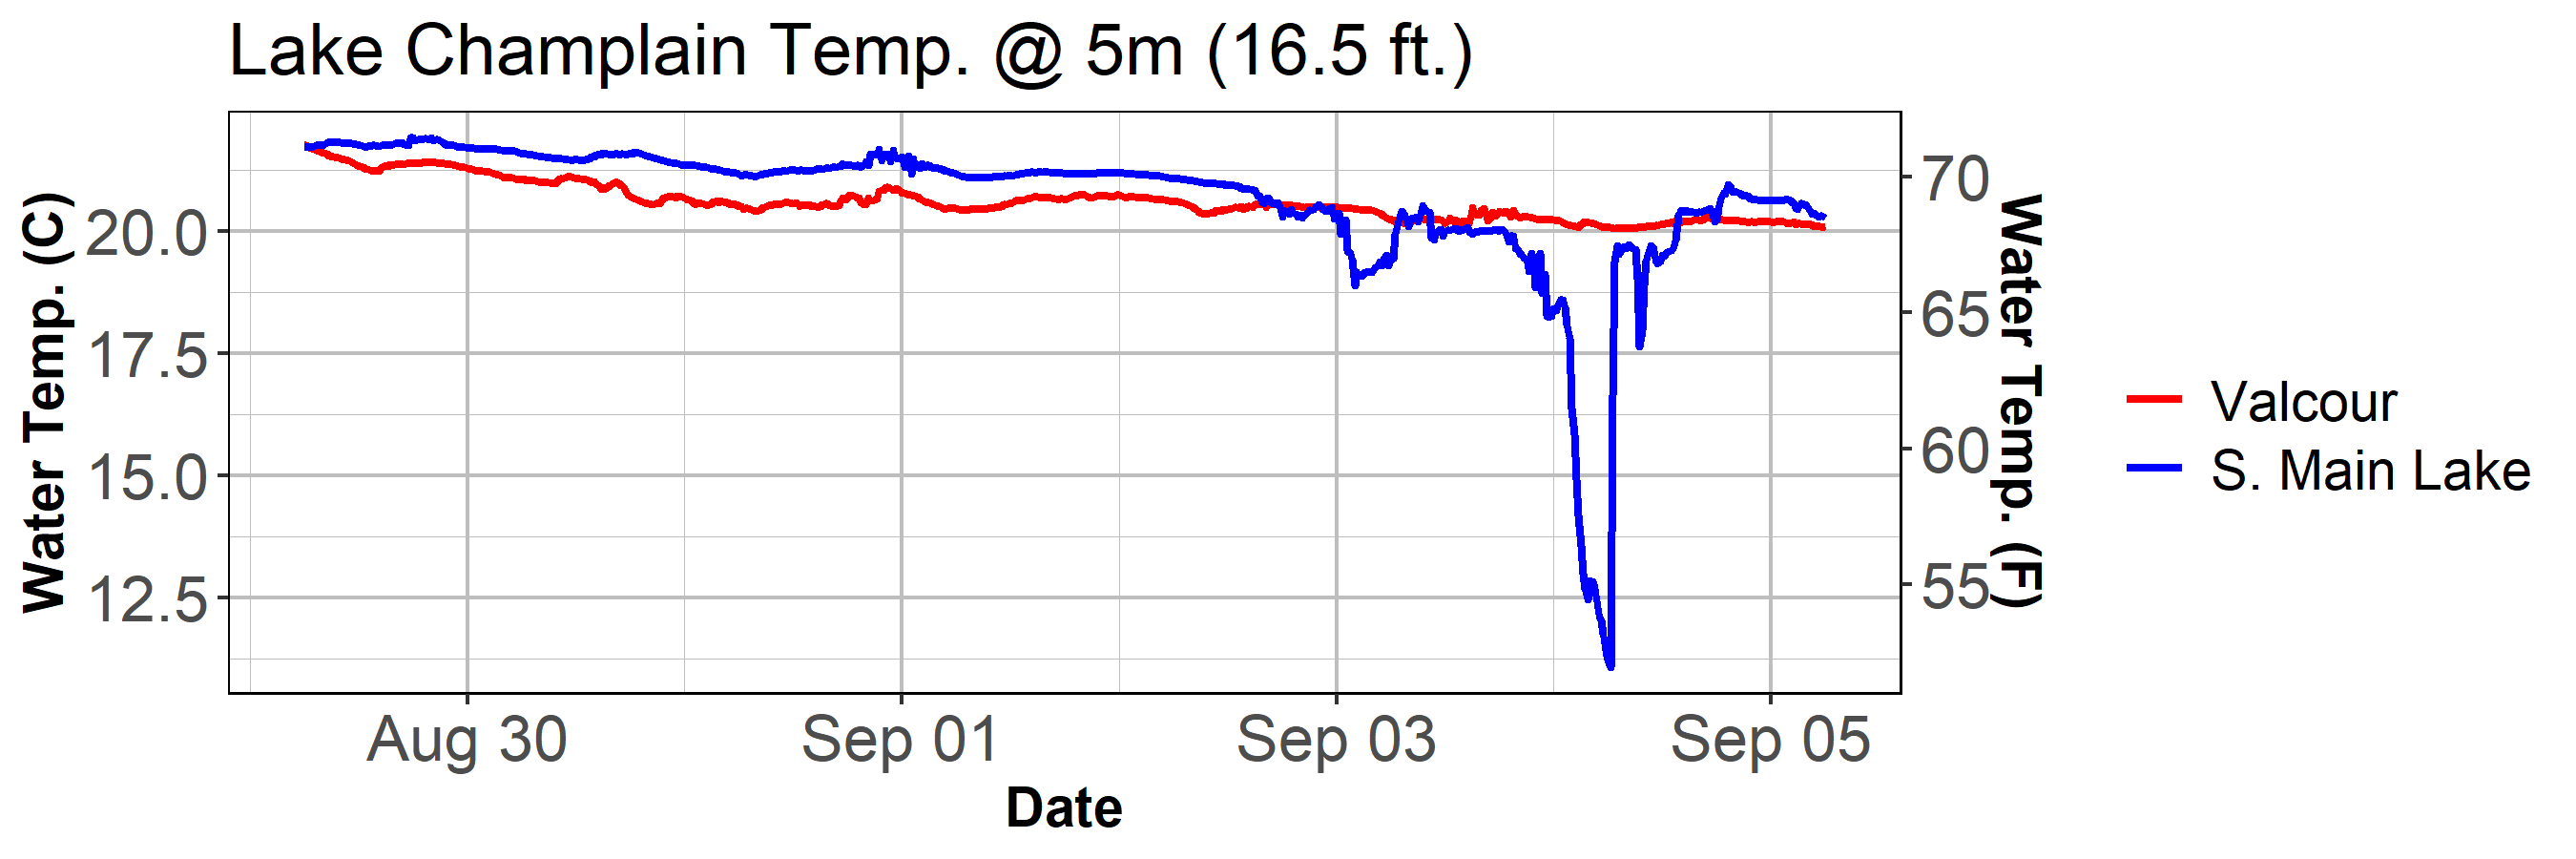 Lake Champlain Temp. @ 5m (16.5 ft.)
Water Temp. (C)
20.0
17.5
15.0
12.5
70
65
60
55
Water Temp. (F)
Valcour
S. Main Lake
Aug 30
Sep 01
Sep 03
Sep 05
Date